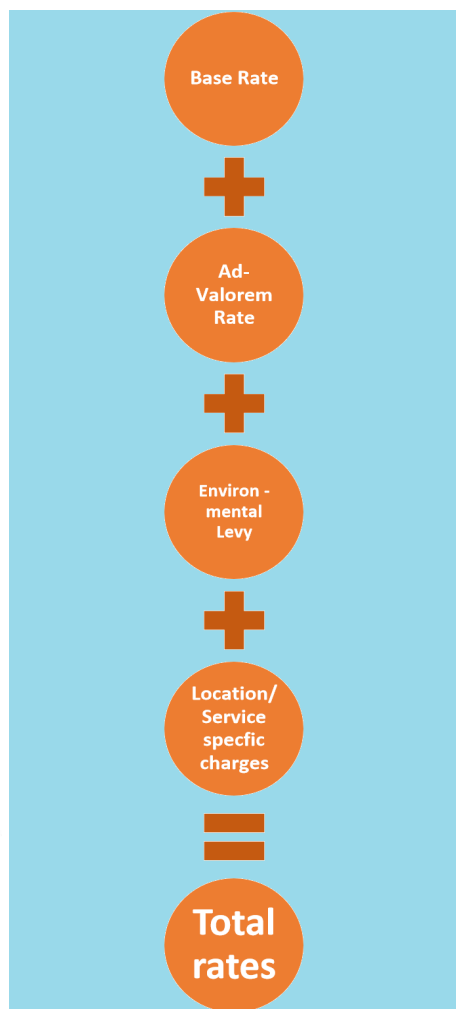 Base Rate
+
Ad-
Valorem
Rate
+
Environ -
mental
Levy
+
Location/
Service
specfic
charges
=
Total
rates